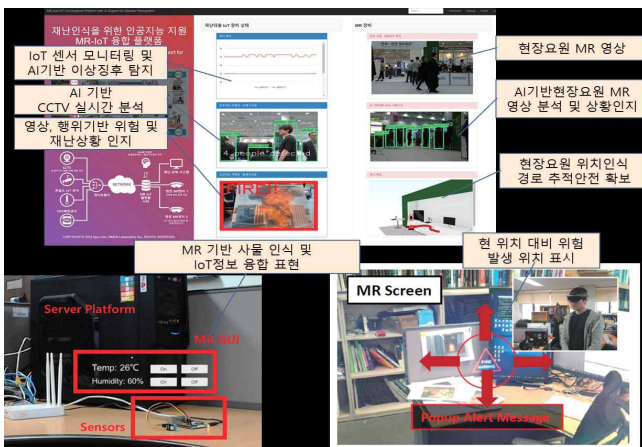 재난인식을 위한 인공지능 지원
MR-IoT 융합 플랫폼
재난대응 IoT 장비 상태
MR 장비
IoT 센서 모니터링 및
AI기반 이상징후 탐지
AI 기반
CCTV 실시간 분석
영상, 행위기반 위험 및
재난상황 인지
현장요원 MR 영상
AI기반현장요원 MR
영상 분석 및 상황인지
현장요원 위치인식
경로 추적안전 확보
people detected
FIRE!!
NETWORK
MR 기반 사물 인식 및
IoT정보 융합 표현
현 위치 대비 위험
발생 위치 표시
Server Platform
MR GUI
Temp: 26℃ On Off
Humidity: 60% On Off
Sensors
MR Screen
Popup Alert Message